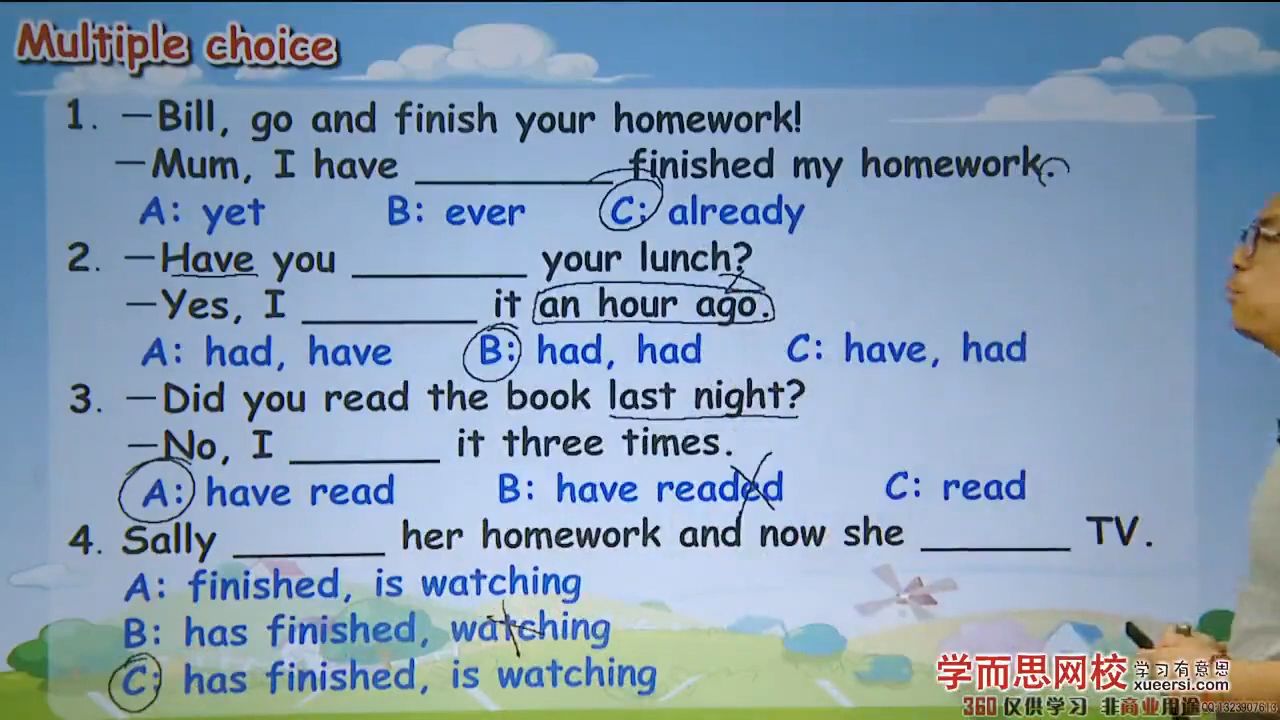 Multiple choice
1. —Bill, go and finish your homework!
—Mum, I have __________ finished my homework.
A: yet B: ever C: already
2. —Have you _________ your lunch?
—Yes, I _________ it an hour ago.
A: had, have B: had, had C: have, had
3. —Did you read the book last night?
—No, I ________ it three times.
A: have read B: have readed C: read
4. Sally ________ her homework and now she ________ TV.
A: finished, is watching
B: has finished, watching
C: has finished, is watching
学而思网校 学习有意思
xueersi.com
360 仅供学习 非商业用途